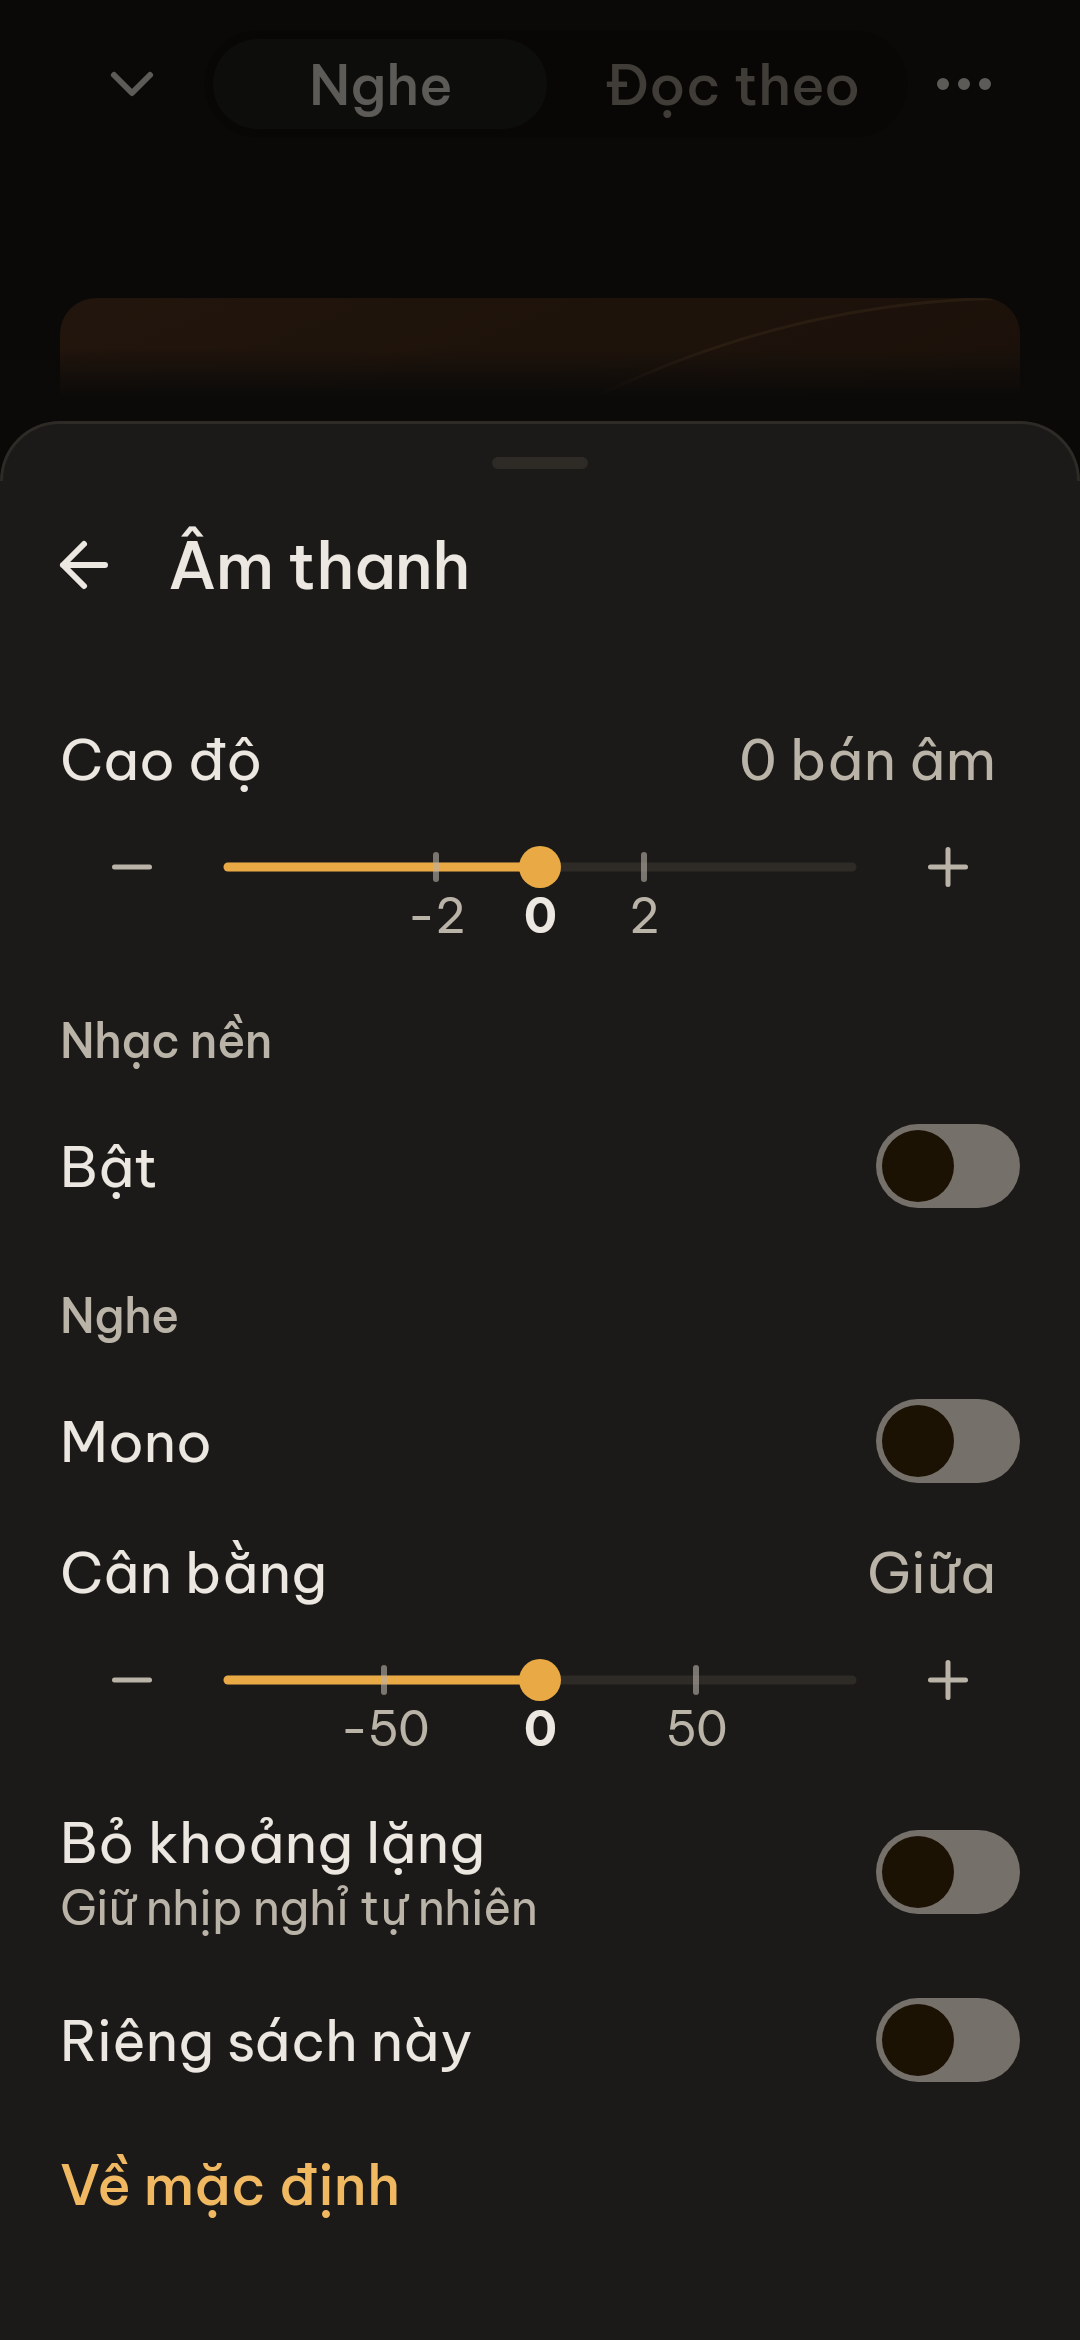 Nghe Đọc theo
Âm thanh
Cao độ 0 bán âm
-2 0 2
Nhạc nền
Bật
Nghe
Mono
Cân bằng Giữa
-50 0 50
Bỏ khoảng lặng
Giữ nhịp nghỉ tự nhiên
Riêng sách này
Về mặc định